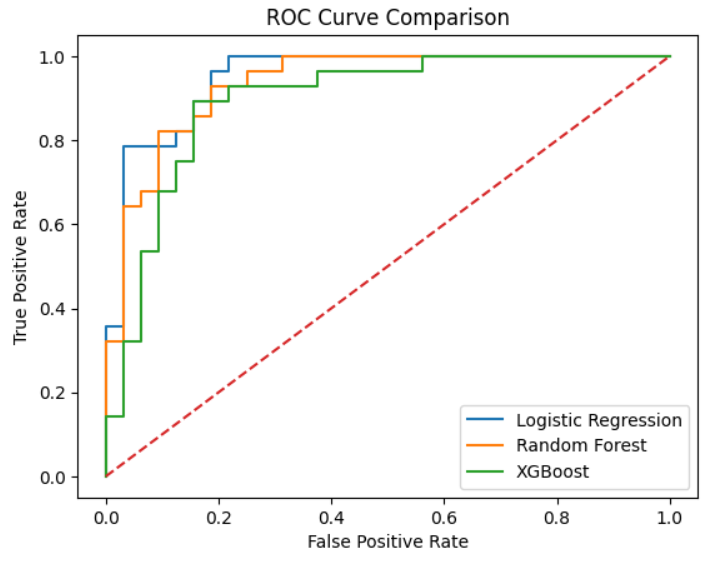 ROC Curve Comparison
True Positive Rate
1.0
0.8
0.6
0.4
0.2
0.0
Logistic Regression
Random Forest
XGBoost
0.0 0.2 0.4 0.6 0.8 1.0
False Positive Rate